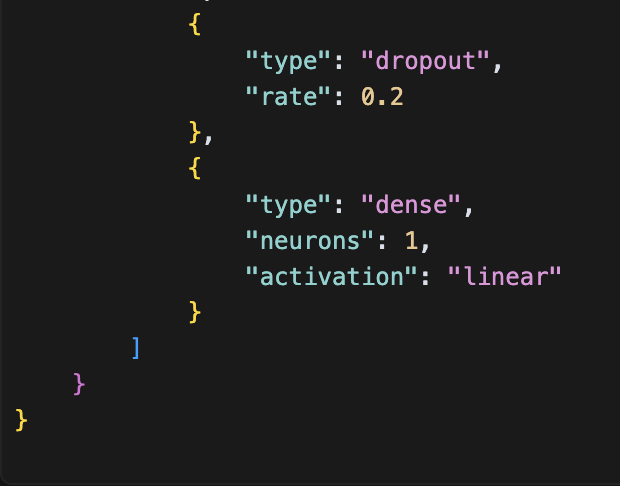 {
"type": "dropout",
"rate": 0.2
},
{
"type": "dense",
"neurons": 1,
"activation": "linear"
}
]
}
}